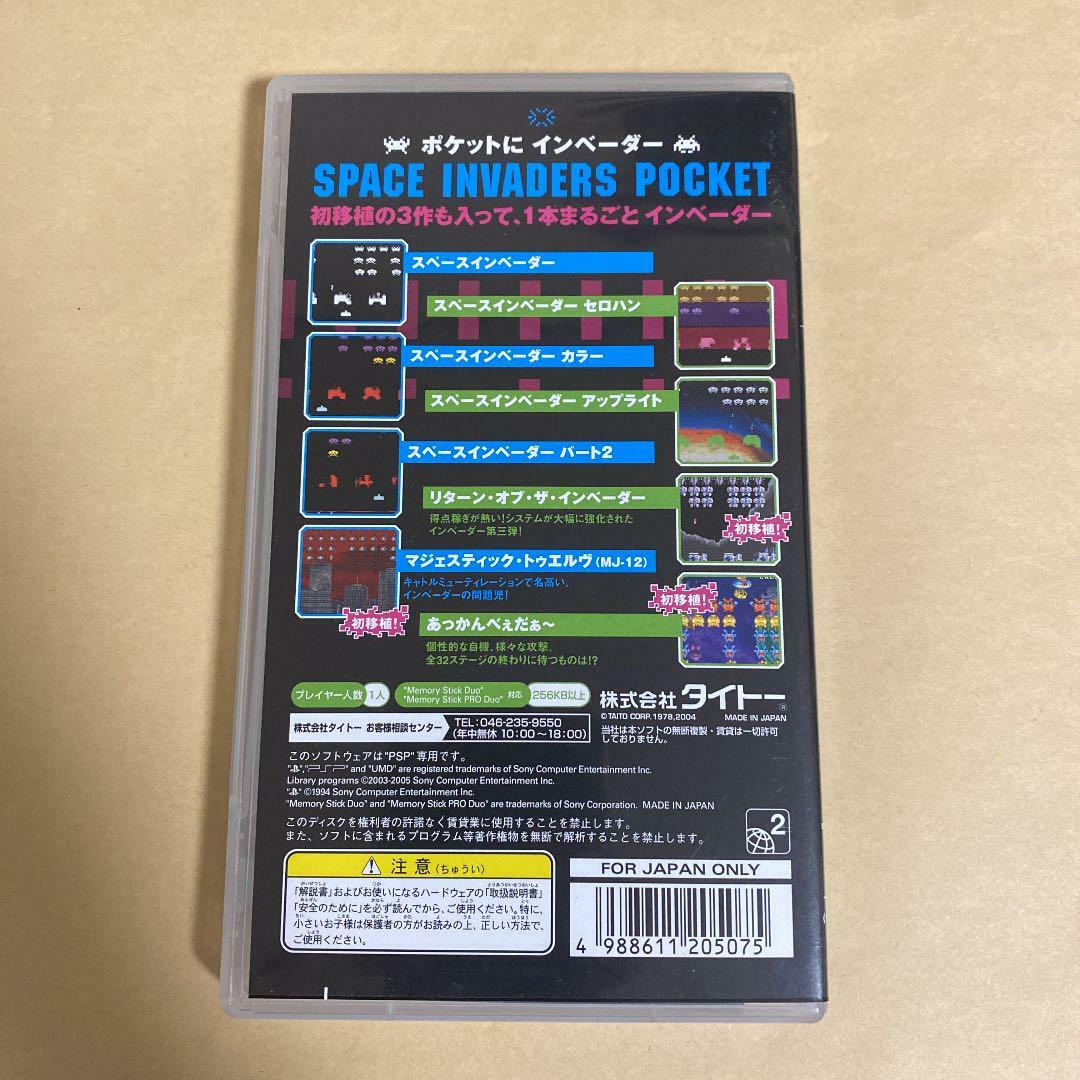 ポケットに インベーダー
SPACE INVADERS POCKET
初移植の3作も入って、1本まるごと インベーダー
スペースインベーダー
スペースインベーダー セロハン
スペースインベーダー カラー
スペースインベーダー アップライト
スペースインベーダー パート2
リターン・オブ・ザ・インベーダー
得点稼ぎが熱い!システムが大幅に強化された
インベーダー第三弾!
初移植!
マジェスティック・トゥエルヴ(MJ-12)
キャトルミューティレーションで名高い、
インベーダーの問題児!
初移植!
初移植!
あっかんべぇだぁ〜
個性的な自機、様々な攻撃。
全32ステージの終わりに待つものは!?
プレイヤー人数 1人
"Memory Stick Duo"
"Memory Stick PRO Duo" 対応 256KB以上
株式会社 タイトー ®
© TAITO CORP. 1978,2004 MADE IN JAPAN
当社は本ソフトの無断複製・賃貸は一切許可
しておりません。
株式会社タイトー お客様相談センター
TEL:046-235-9550
(年中無休 10:00〜18:00)
このソフトウェアは"PSP"専用です。
"PSP" and "UMD" are registered trademarks of Sony Computer Entertainment Inc.
Library programs ©2003-2005 Sony Computer Entertainment Inc.
©1994 Sony Computer Entertainment Inc.
"Memory Stick Duo" and "Memory Stick PRO Duo" are trademarks of Sony Corporation. MADE IN JAPAN
このディスクを権利者の許諾なく賃貸業に使用することを禁止します。
また、ソフトに含まれるプログラム等著作権物を無断で解析することを禁止します。
2
注意(ちゅうい)
「解説書」およびお使いになるハードウェアの「取扱説明書」
「安全のために」を必ず読んでから、ご使用ください。特に、
小さいお子様は保護者の方がお読みの上、正しい方法で、
ご使用ください。
FOR JAPAN ONLY
4 988611 205075